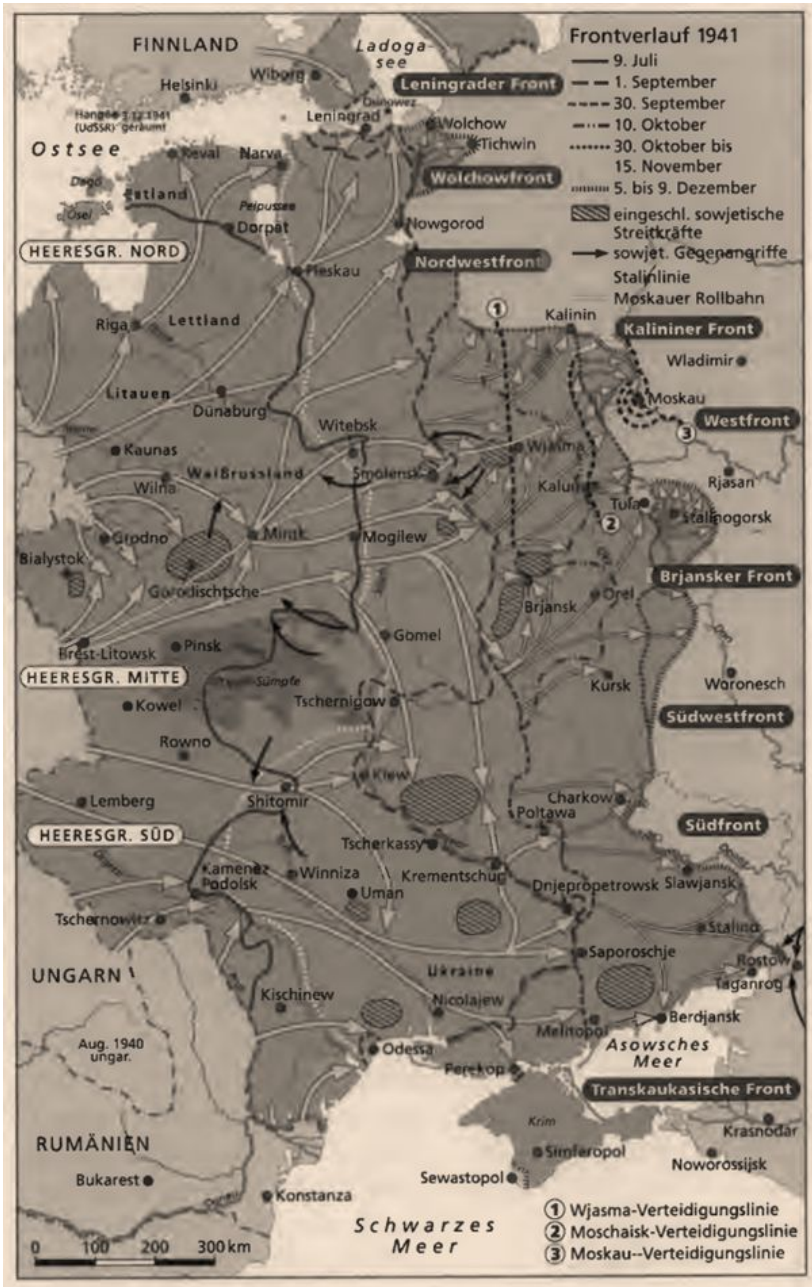 FINNLAND
Ladoga-
see
Frontverlauf 1941
9. Juli
1. September
30. September
10. Oktober
30. Oktober bis
15. November
5. bis 9. Dezember
eingeschl. sowjetische
Streitkräfte
sowjet. Gegenangriffe
Stalinlinie
Moskauer Rollbahn
Wiborg
Leningrader Front
Helsinki
(UdSSR) geräumt
Leningrad
Wolchow
Tichwin
Ostsee
Reval
Narva
Wolchowfront
Dagö
Ösel
Estland
Peipussee
Dorpat
Nowgorod
HEERESGR. NORD
Pleskau
Nordwestfront
1
Kalinin
Kalininer Front
Riga
Lettland
Wladimir
Litauen
Dünaburg
Moskau
Westfront
3
Witebsk
Kaunas
Wjasma
Weißrussland
Smolensk
Wilna
Kaluga
Rjasan
Tula
2
Stalinogorsk
Grodno
Minsk
Mogilew
Bialystok
Gorodischtsche
Brjansker Front
Brjansk
Orel
Brest-Litowsk
Pinsk
Gomel
Don
HEERESGR. MITTE
-Sümpfe
Kursk
Woronesch
Kowel
Tschernigow
Südwestfront
Rowno
Kiew
Lemberg
Shitomir
Charkow
Poltawa
HEERESGR. SÜD
Südfront
Tscherkassy
Kamenez
Podolsk
Winniza
Krementschug
Slawjansk
Uman
Dnjepropetrowsk
Tschernowitz
Stalino
Saporoschje
Rostow
UNGARN
Ukraine
Taganrog
Kischinew
Nicolajew
Melitopol
Berdjansk
Aug. 1940
ungar.
Odessa
Asowsches
Meer
Perekop
Transkaukasische Front
Krim
Krasnodar
RUMÄNIEN
Simferopol
Noworossijsk
Bukarest
Sewastopol
Konstanza
Schwarzes
Meer
1 Wjasma-Verteidigungslinie
2 Moschaisk-Verteidigungslinie
3 Moskau--Verteidigungslinie
0 100 200 300 km